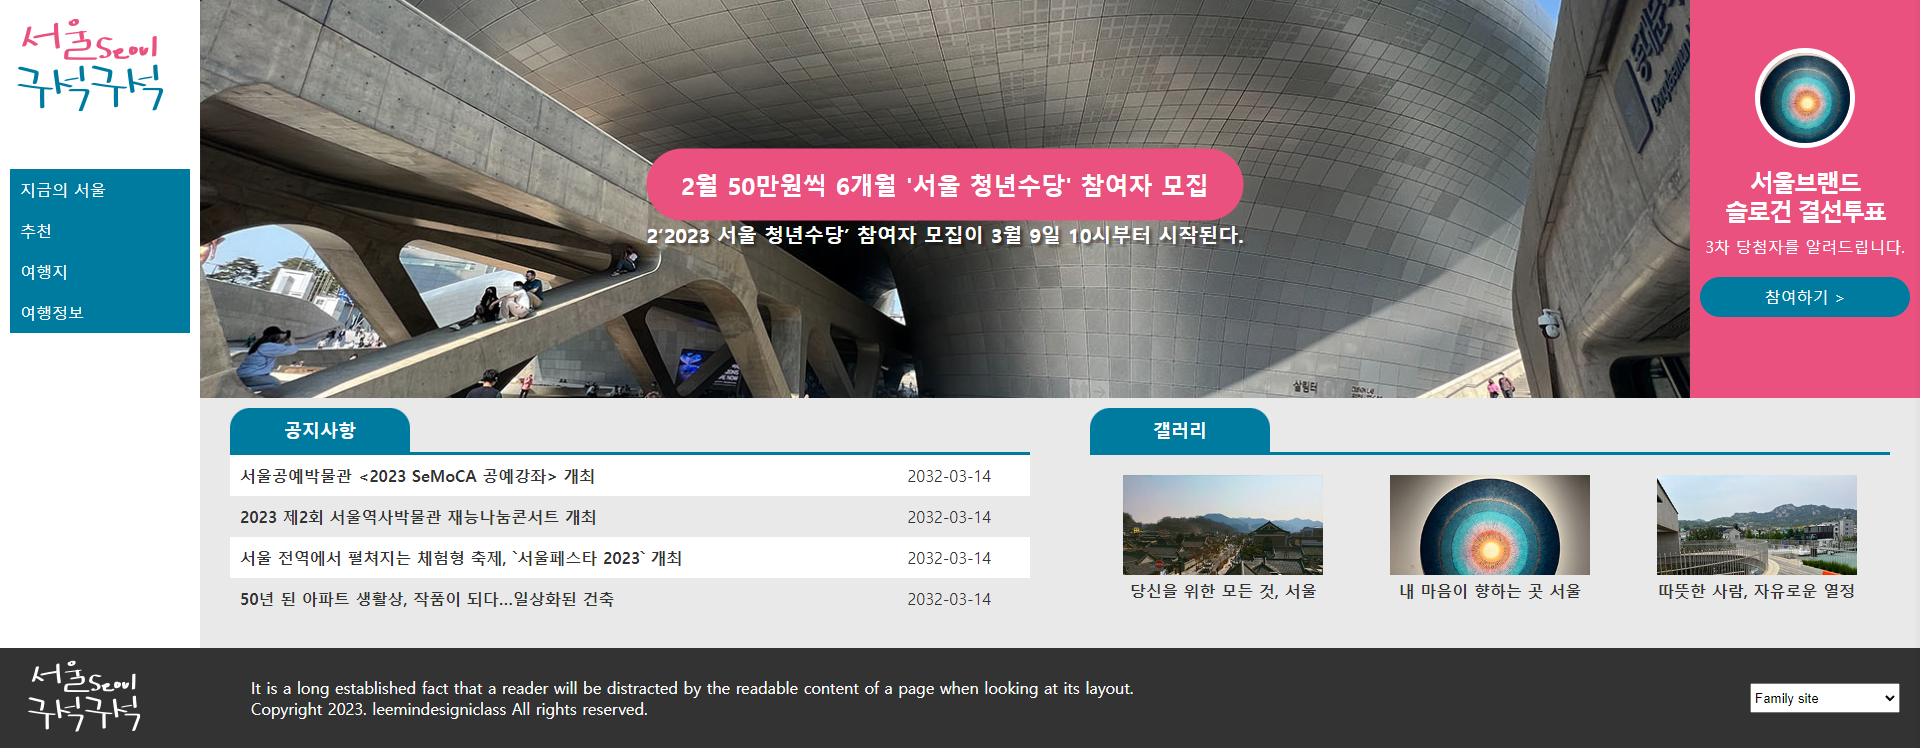 서울Seoul
구석구석
지금의 서울
추천
여행지
여행정보
2월 50만원씩 6개월 '서울 청년수당' 참여자 모집
2‘2023 서울 청년수당’ 참여자 모집이 3월 9일 10시부터 시작된다.
살림터
서울브랜드
슬로건 결선투표
3차 당첨자를 알려드립니다.
참여하기 >
공지사항
서울공예박물관 <2023 SeMoCA 공예강좌> 개최 2032-03-14
2023 제2회 서울역사박물관 재능나눔콘서트 개최 2032-03-14
서울 전역에서 펼쳐지는 체험형 축제, `서울페스타 2023` 개최 2032-03-14
50년 된 아파트 생활상, 작품이 되다...일상화된 건축 2032-03-14
갤러리
당신을 위한 모든 것, 서울
내 마음이 향하는 곳 서울
따뜻한 사람, 자유로운 열정
서울Seoul
구석구석
It is a long established fact that a reader will be distracted by the readable content of a page when looking at its layout.
Copyright 2023. leemindesigniclass All rights reserved.
Family site